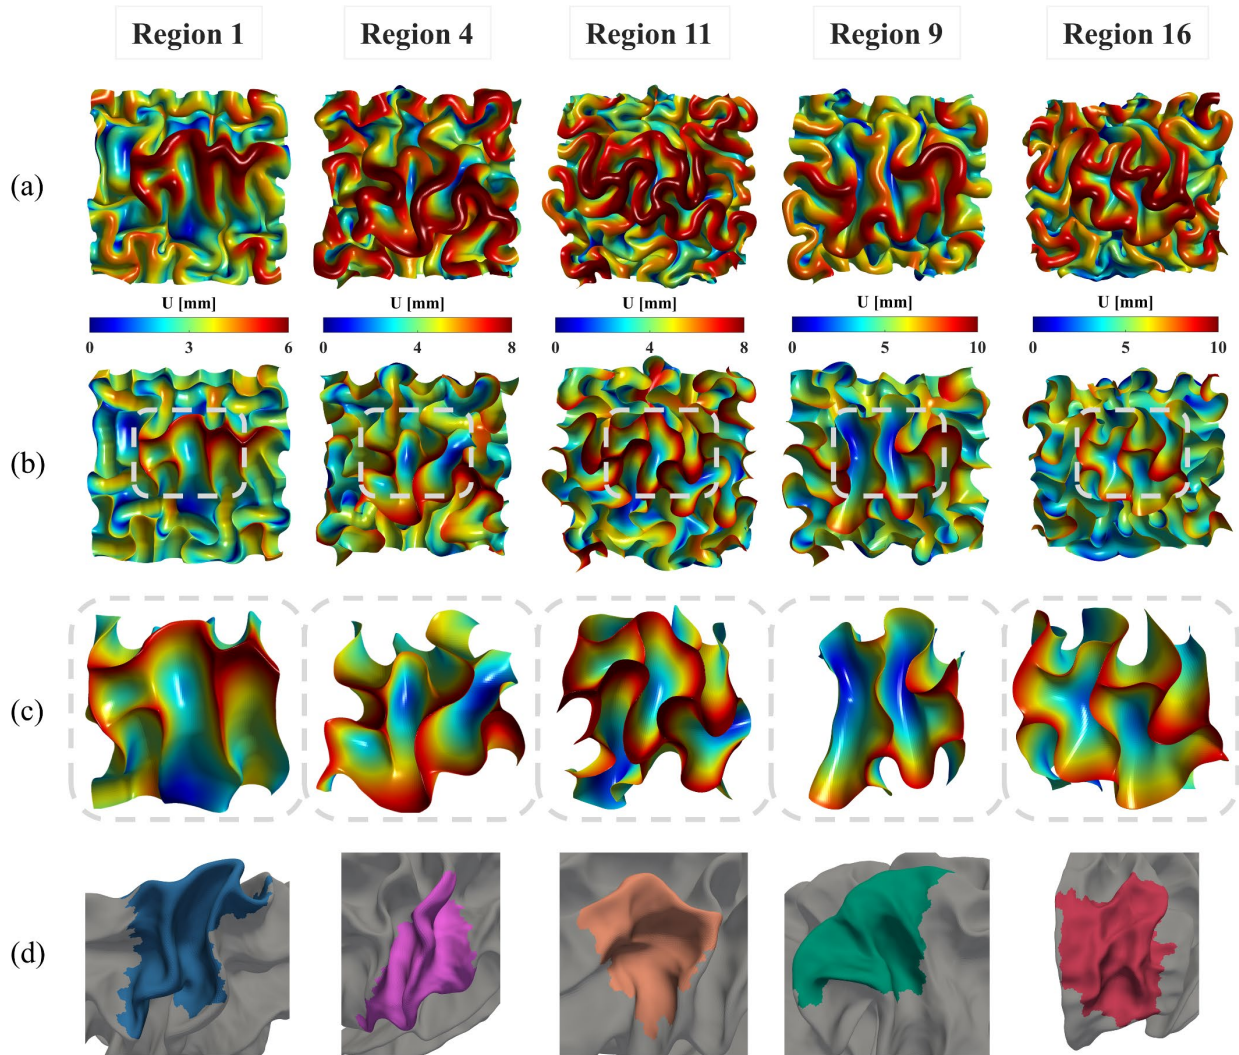 Region 1 Region 4 Region 11 Region 9 Region 16
(a)
U [mm] U [mm] U [mm] U [mm] U [mm]
0 3 6 0 4 8 0 4 8 0 5 10 0 5 10
(b)
(c)
(d)